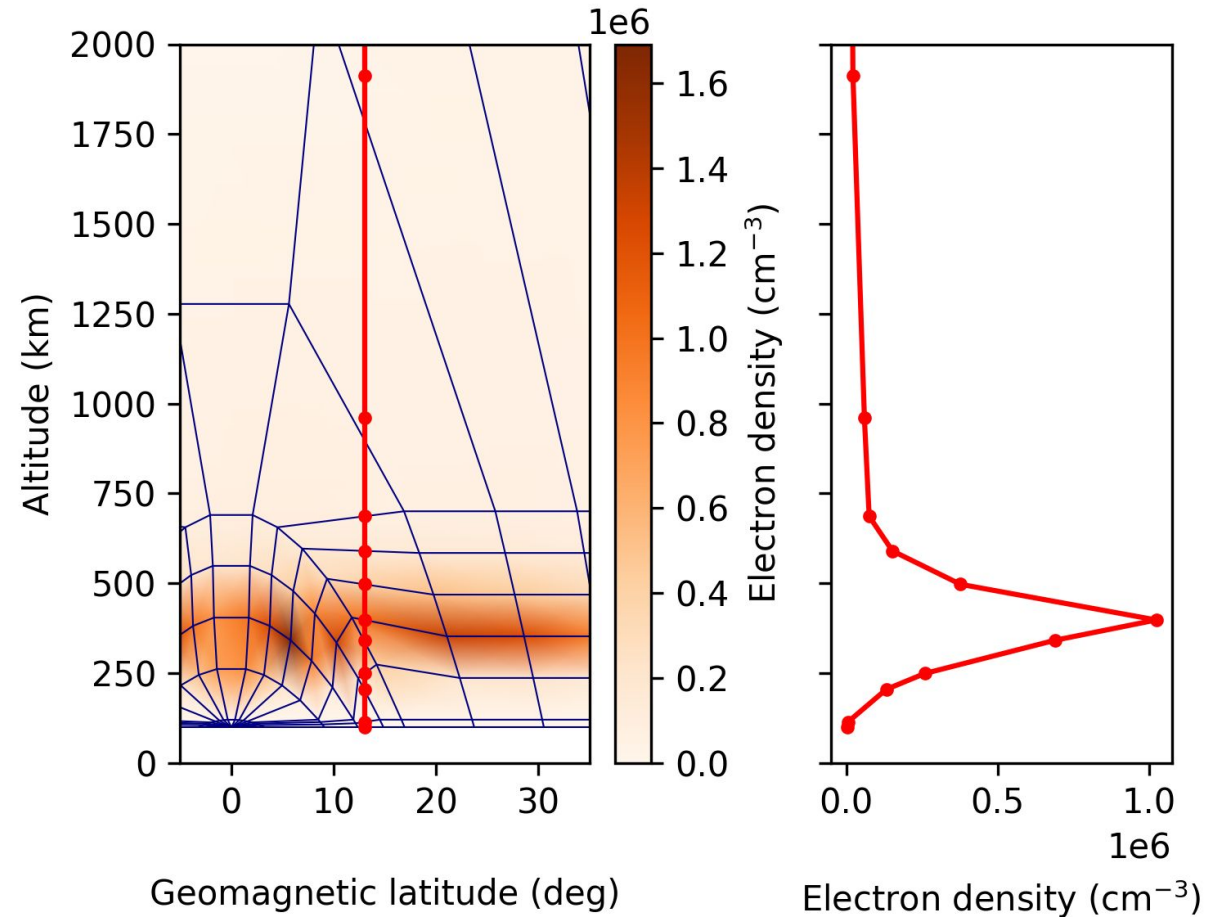 1e6
2000
1750
1500
1250
1000
750
500
250
0
Altitude (km)
0 10 20 30
Geomagnetic latitude (deg)
1.6
1.4
1.2
1.0
0.8
0.6
0.4
0.2
0.0
Electron density (cm⁻³)
0.0 0.5 1.0
1e6
Electron density (cm⁻³)